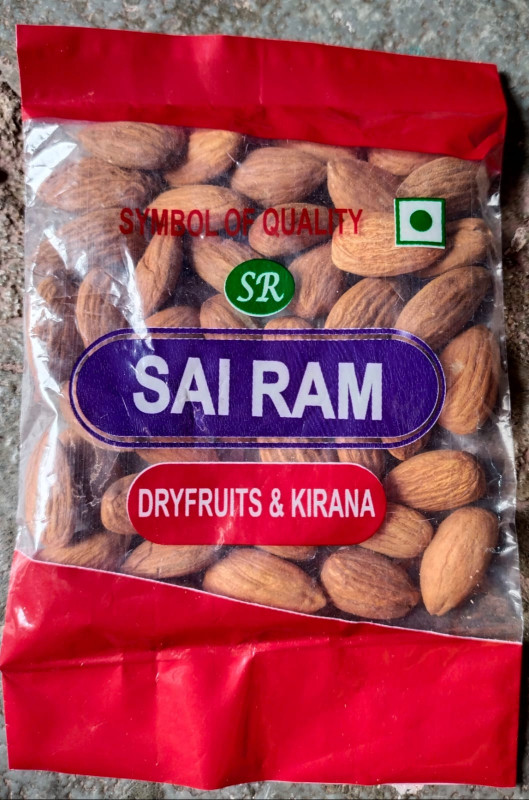 SYMBOL OF QUALITY
SR
SAI RAM
DRYFRUITS & KIRANA